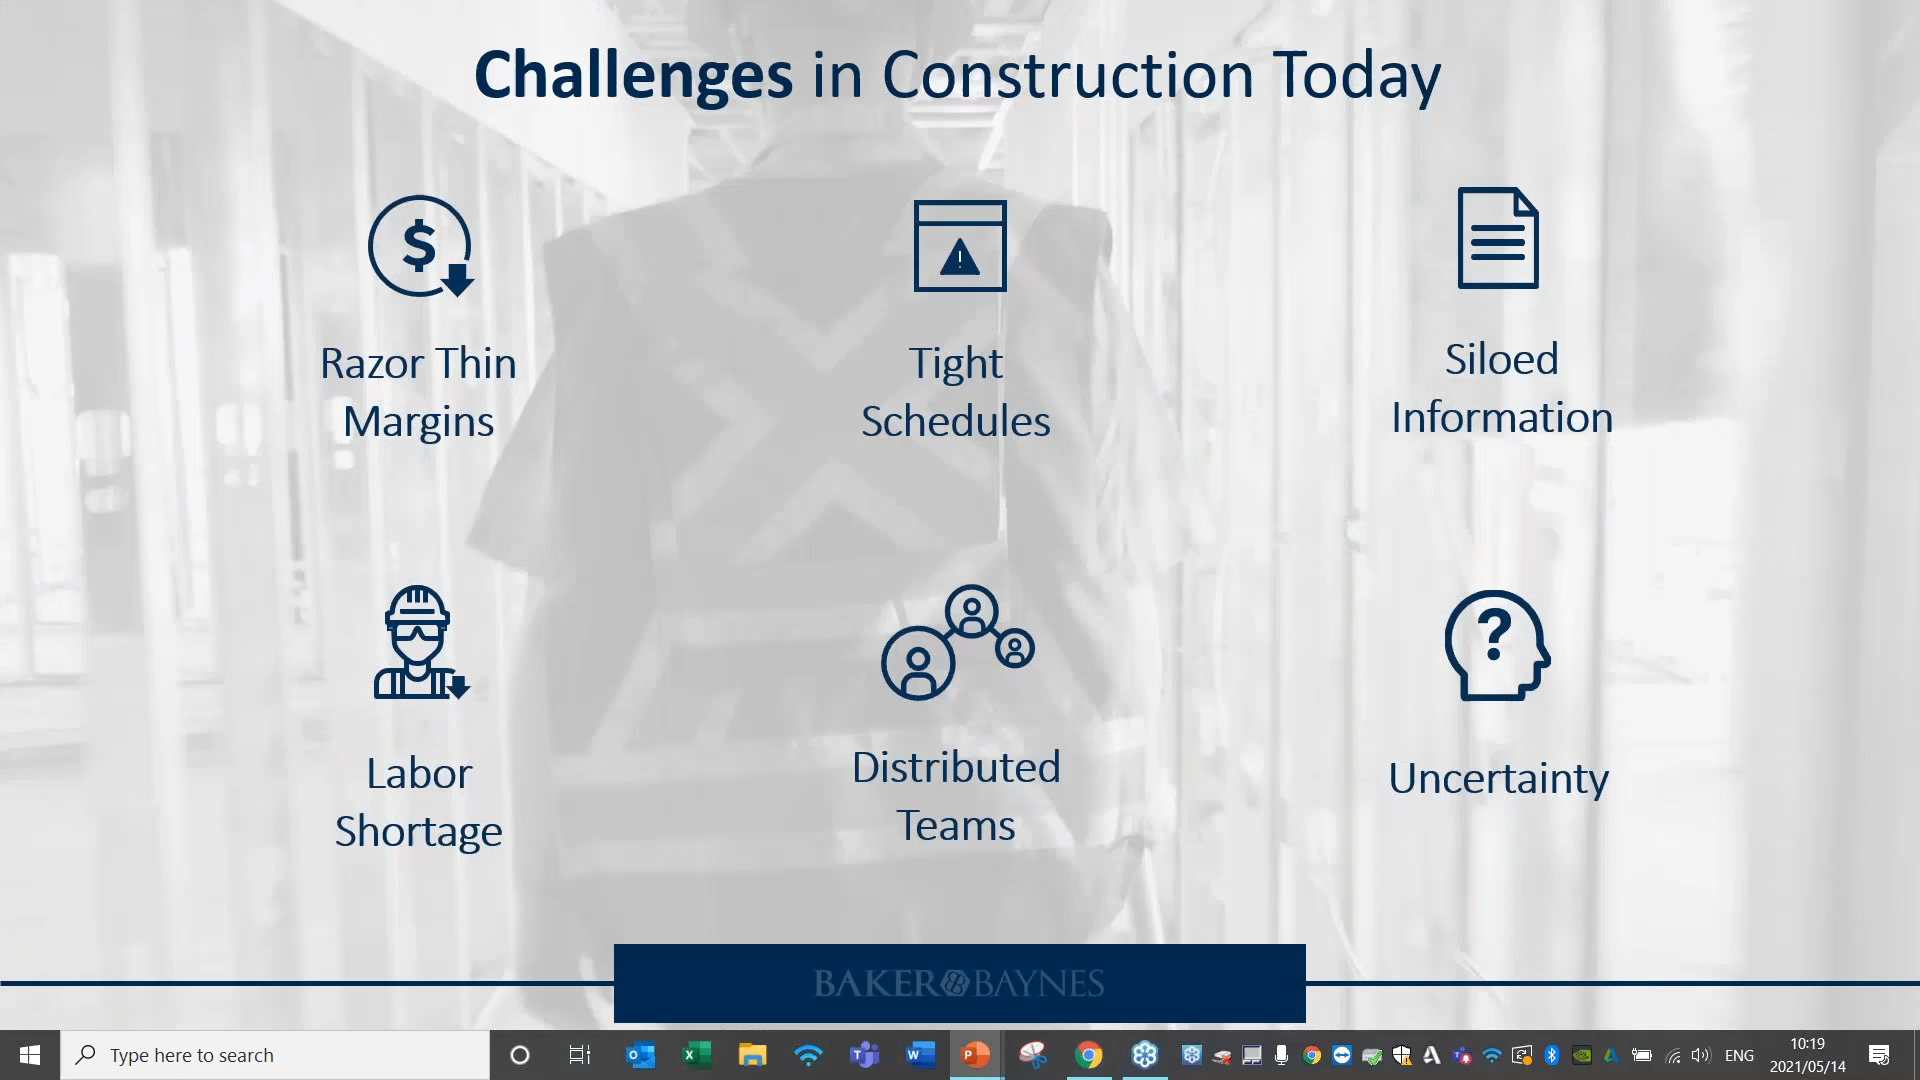 Challenges in Construction Today
$
!
Razor Thin
Margins
Tight
Schedules
Siloed
Information
?
Labor
Shortage
Distributed
Teams
Uncertainty
BAKER BAYNES
Type here to search
ENG
10:19
2021/05/14